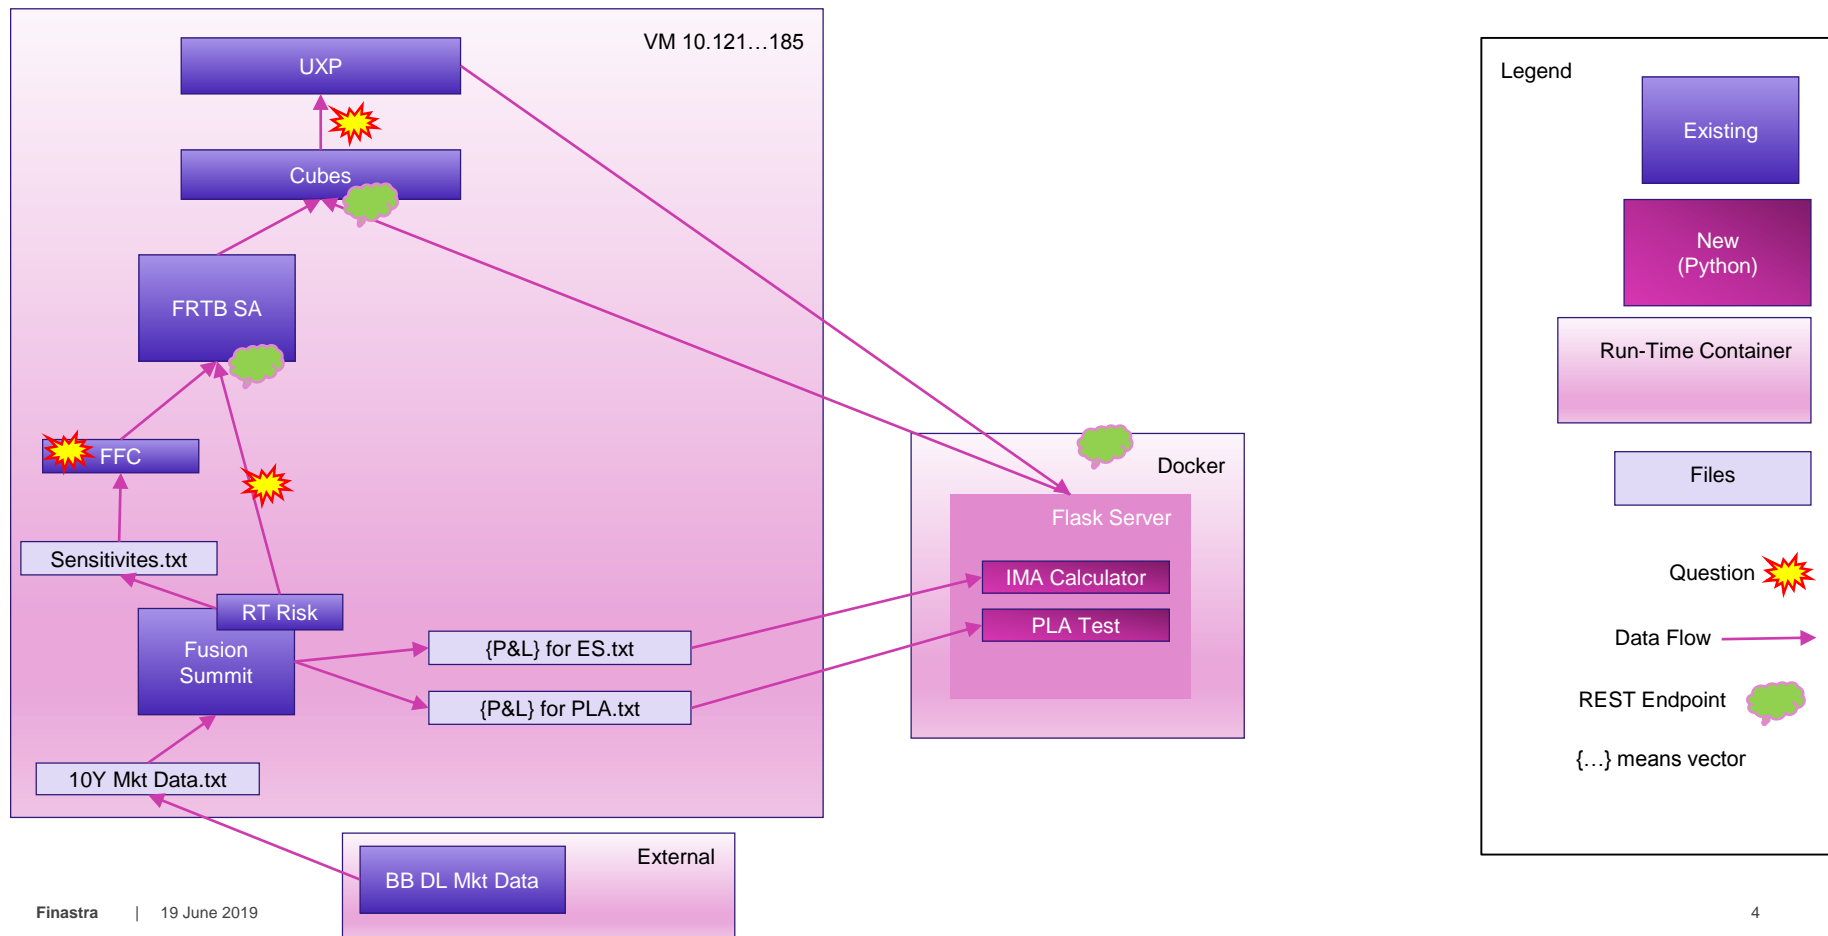 VM 10.121…185
UXP
Cubes
FRTB SA
FFC
Sensitivites.txt
RT Risk
Fusion
Summit
{P&L} for ES.txt
{P&L} for PLA.txt
10Y Mkt Data.txt
External
BB DL Mkt Data
Docker
Flask Server
IMA Calculator
PLA Test
Legend
Existing
New
(Python)
Run-Time Container
Files
Question
Data Flow
REST Endpoint
{…} means vector
Finastra | 19 June 2019
4